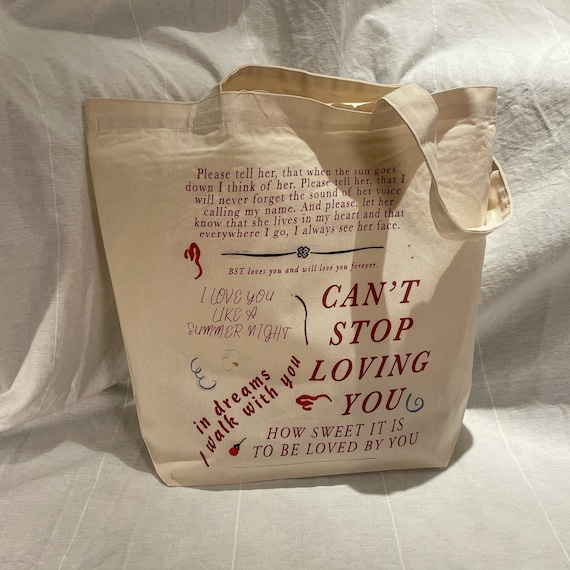 Please tell her, that when the sun goes
down I think of her. Please tell her, that I
will never forget the sound of her voice
calling my name. And please, let her
know that she lives in my heart and that
everywhere I go, I always see her face.
BST loves you and will love you forever.
I LOVE YOU
LIKE A
SUMMER NIGHT
CAN'T
STOP
LOVING
YOU
in dreams
I walk with you
HOW SWEET IT IS
TO BE LOVED BY YOU